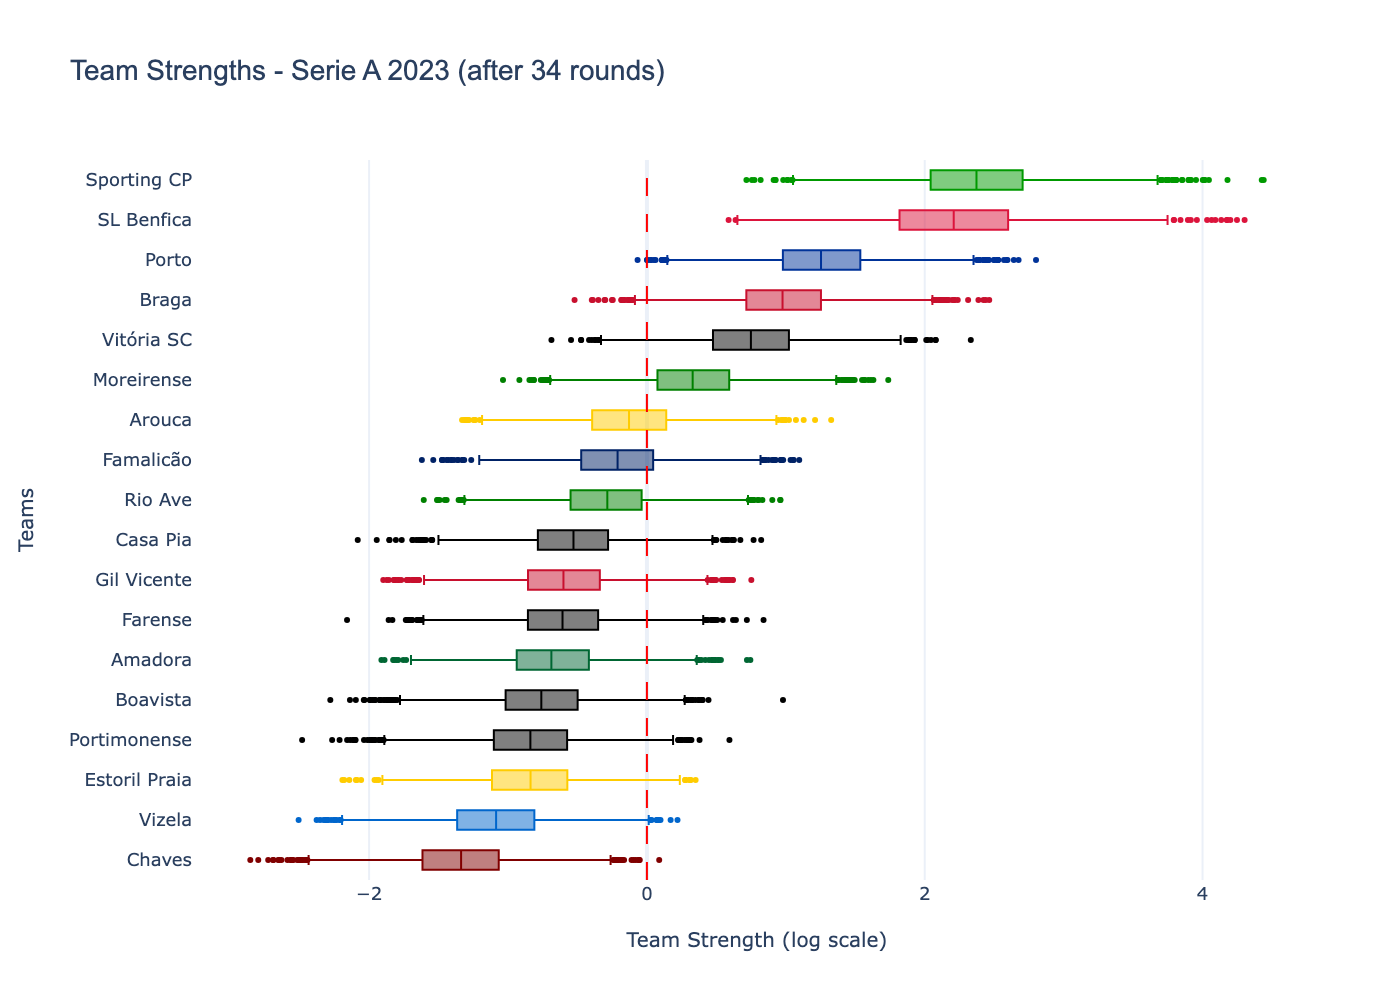 Team Strengths - Serie A 2023 (after 34 rounds)
Sporting CP
SL Benfica
Porto
Braga
Vitória SC
Moreirense
Arouca
Famalicão
Rio Ave
Casa Pia
Gil Vicente
Farense
Amadora
Boavista
Portimonense
Estoril Praia
Vizela
Chaves
Teams
−2 0 2 4
Team Strength (log scale)